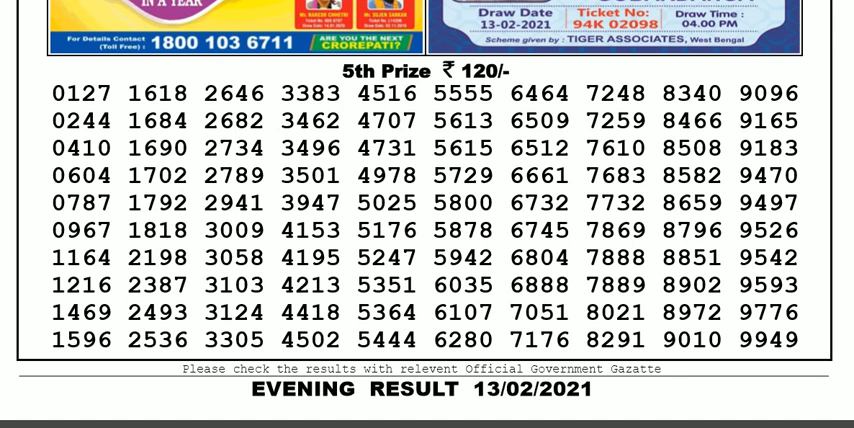 IN A YEAR
For Details Contact
(Toll Free) : 1800 103 6711
ARE YOU THE NEXT
CROREPATI?
Draw Date
13-02-2021
Ticket No:
94K 02098
Draw Time :
04.00 PM
Scheme given by : TIGER ASSOCIATES, West Bengal
5th Prize ₹ 120/-
0127 1618 2646 3383 4516 5555 6464 7248 8340 9096
0244 1684 2682 3462 4707 5613 6509 7259 8466 9165
0410 1690 2734 3496 4731 5615 6512 7610 8508 9183
0604 1702 2789 3501 4978 5729 6661 7683 8582 9470
0787 1792 2941 3947 5025 5800 6732 7732 8659 9497
0967 1818 3009 4153 5176 5878 6745 7869 8796 9526
1164 2198 3058 4195 5247 5942 6804 7888 8851 9542
1216 2387 3103 4213 5351 6035 6888 7889 8902 9593
1469 2493 3124 4418 5364 6107 7051 8021 8972 9776
1596 2536 3305 4502 5444 6280 7176 8291 9010 9949
Please check the results with relevent Official Government Gazatte
EVENING RESULT 13/02/2021